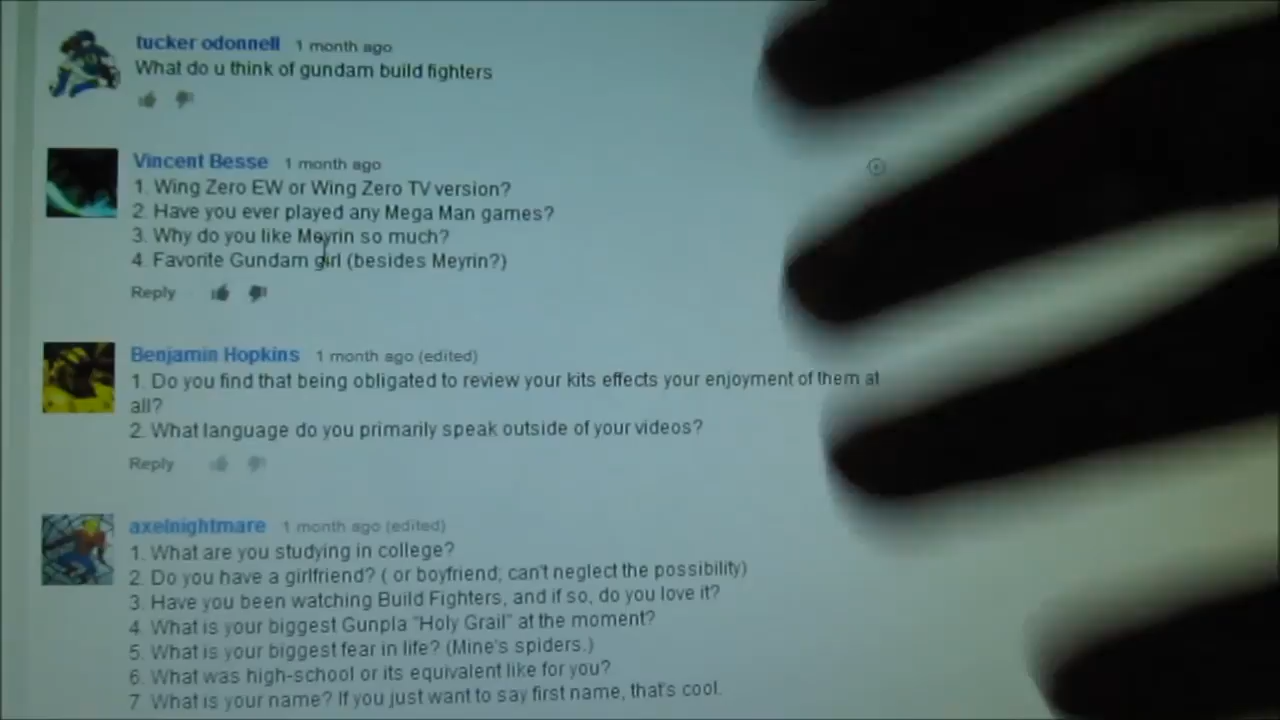 tucker odonnell 1 month ago
What do u think of gundam build fighters
Vincent Besse 1 month ago
1. Wing Zero EW or Wing Zero TV version?
2. Have you ever played any Mega Man games?
3. Why do you like Meyrin so much?
4. Favorite Gundam girl (besides Meyrin?)
Reply
Benjamin Hopkins 1 month ago (edited)
1. Do you find that being obligated to review your kits effects your enjoyment of them at
all?
2. What language do you primarily speak outside of your videos?
Reply
axelnightmare 1 month ago (edited)
1. What are you studying in college?
2. Do you have a girlfriend? ( or boyfriend; can't neglect the possibility)
3. Have you been watching Build Fighters, and if so, do you love it?
4. What is your biggest Gunpla "Holy Grail" at the moment?
5. What is your biggest fear in life? (Mine's spiders.)
6. What was high-school or its equivalent like for you?
7. What is your name? If you just want to say first name, that's cool.